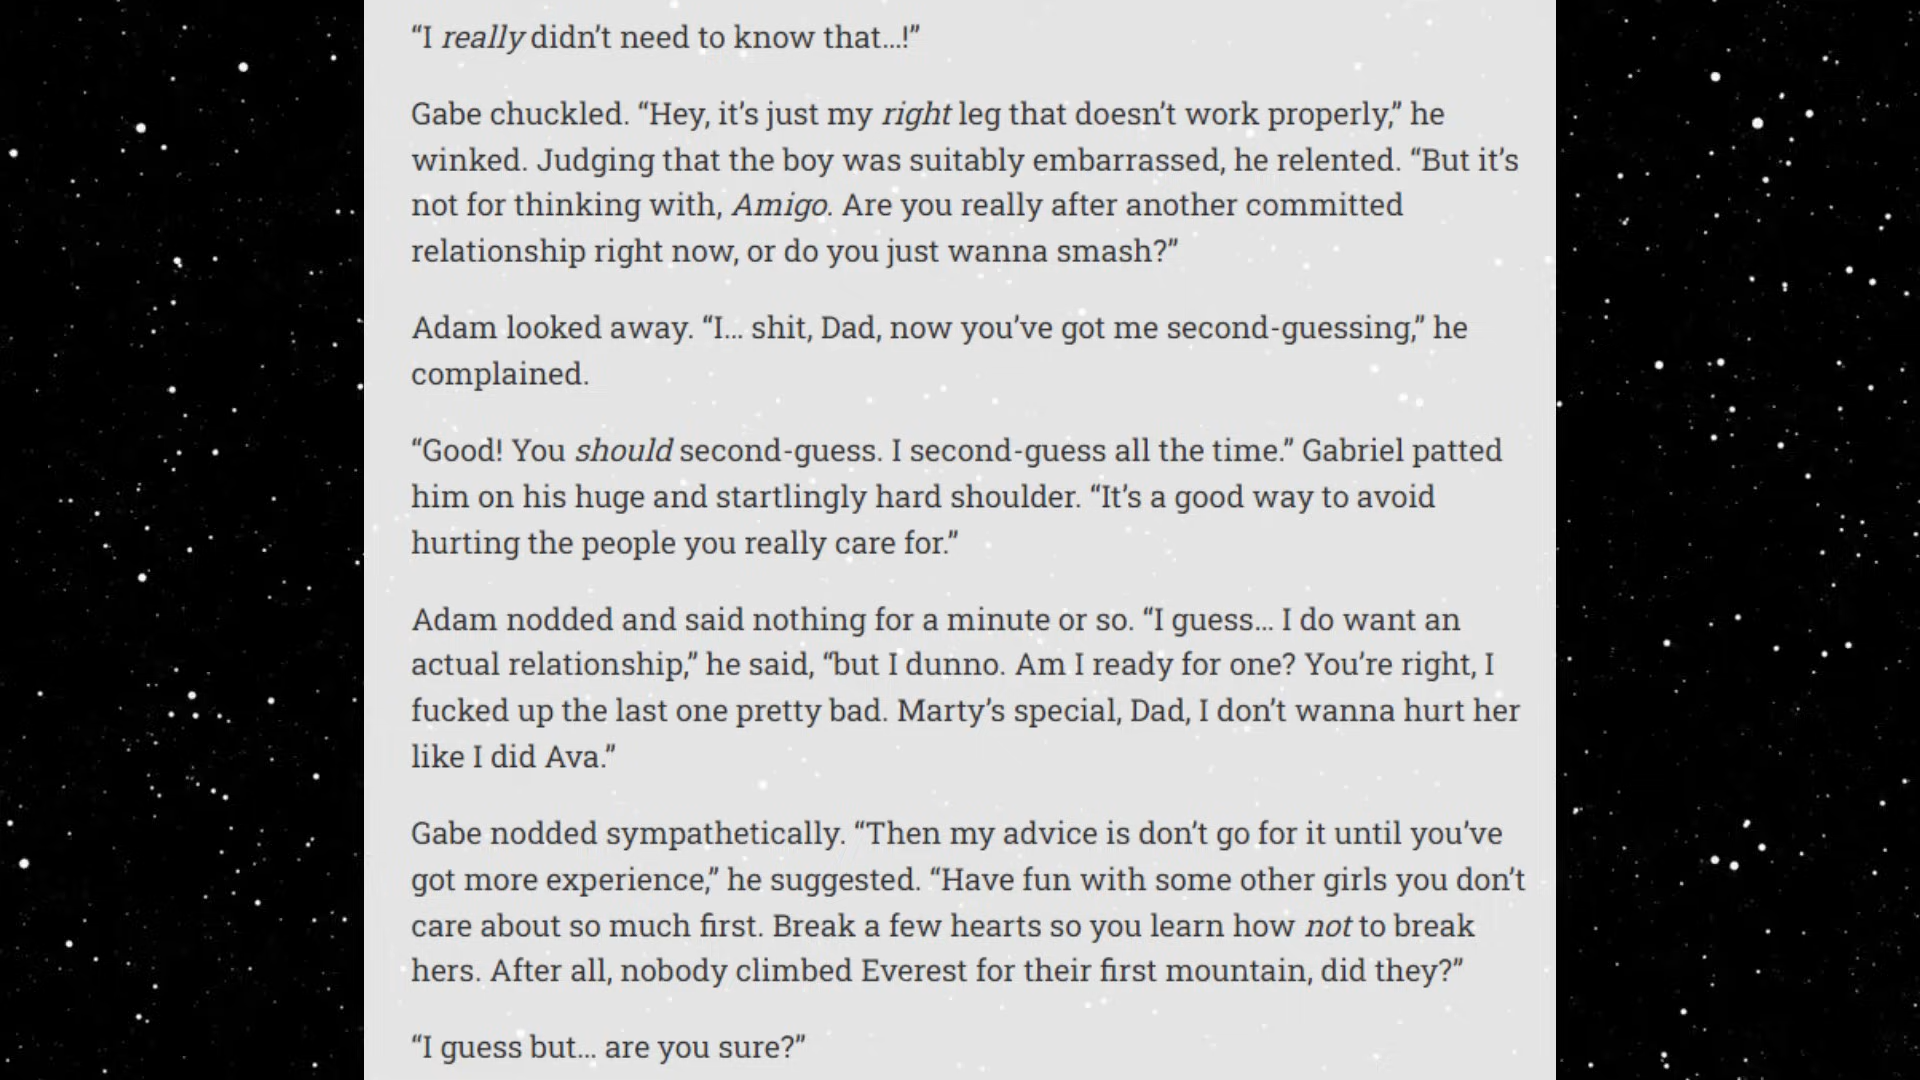 “I really didn’t need to know that…!”
Gabe chuckled. “Hey, it’s just my right leg that doesn’t work properly,” he
winked. Judging that the boy was suitably embarrassed, he relented. “But it’s
not for thinking with, Amigo. Are you really after another committed
relationship right now, or do you just wanna smash?”
Adam looked away. “I… shit, Dad, now you’ve got me second-guessing,” he
complained.
“Good! You should second-guess. I second-guess all the time.” Gabriel patted
him on his huge and startlingly hard shoulder. “It’s a good way to avoid
hurting the people you really care for.”
Adam nodded and said nothing for a minute or so. “I guess… I do want an
actual relationship,” he said, “but I dunno. Am I ready for one? You’re right, I
fucked up the last one pretty bad. Marty’s special, Dad, I don’t wanna hurt her
like I did Ava.”
Gabe nodded sympathetically. “Then my advice is don’t go for it until you’ve
got more experience,” he suggested. “Have fun with some other girls you don’t
care about so much first. Break a few hearts so you learn how not to break
hers. After all, nobody climbed Everest for their first mountain, did they?”
“I guess but… are you sure?”